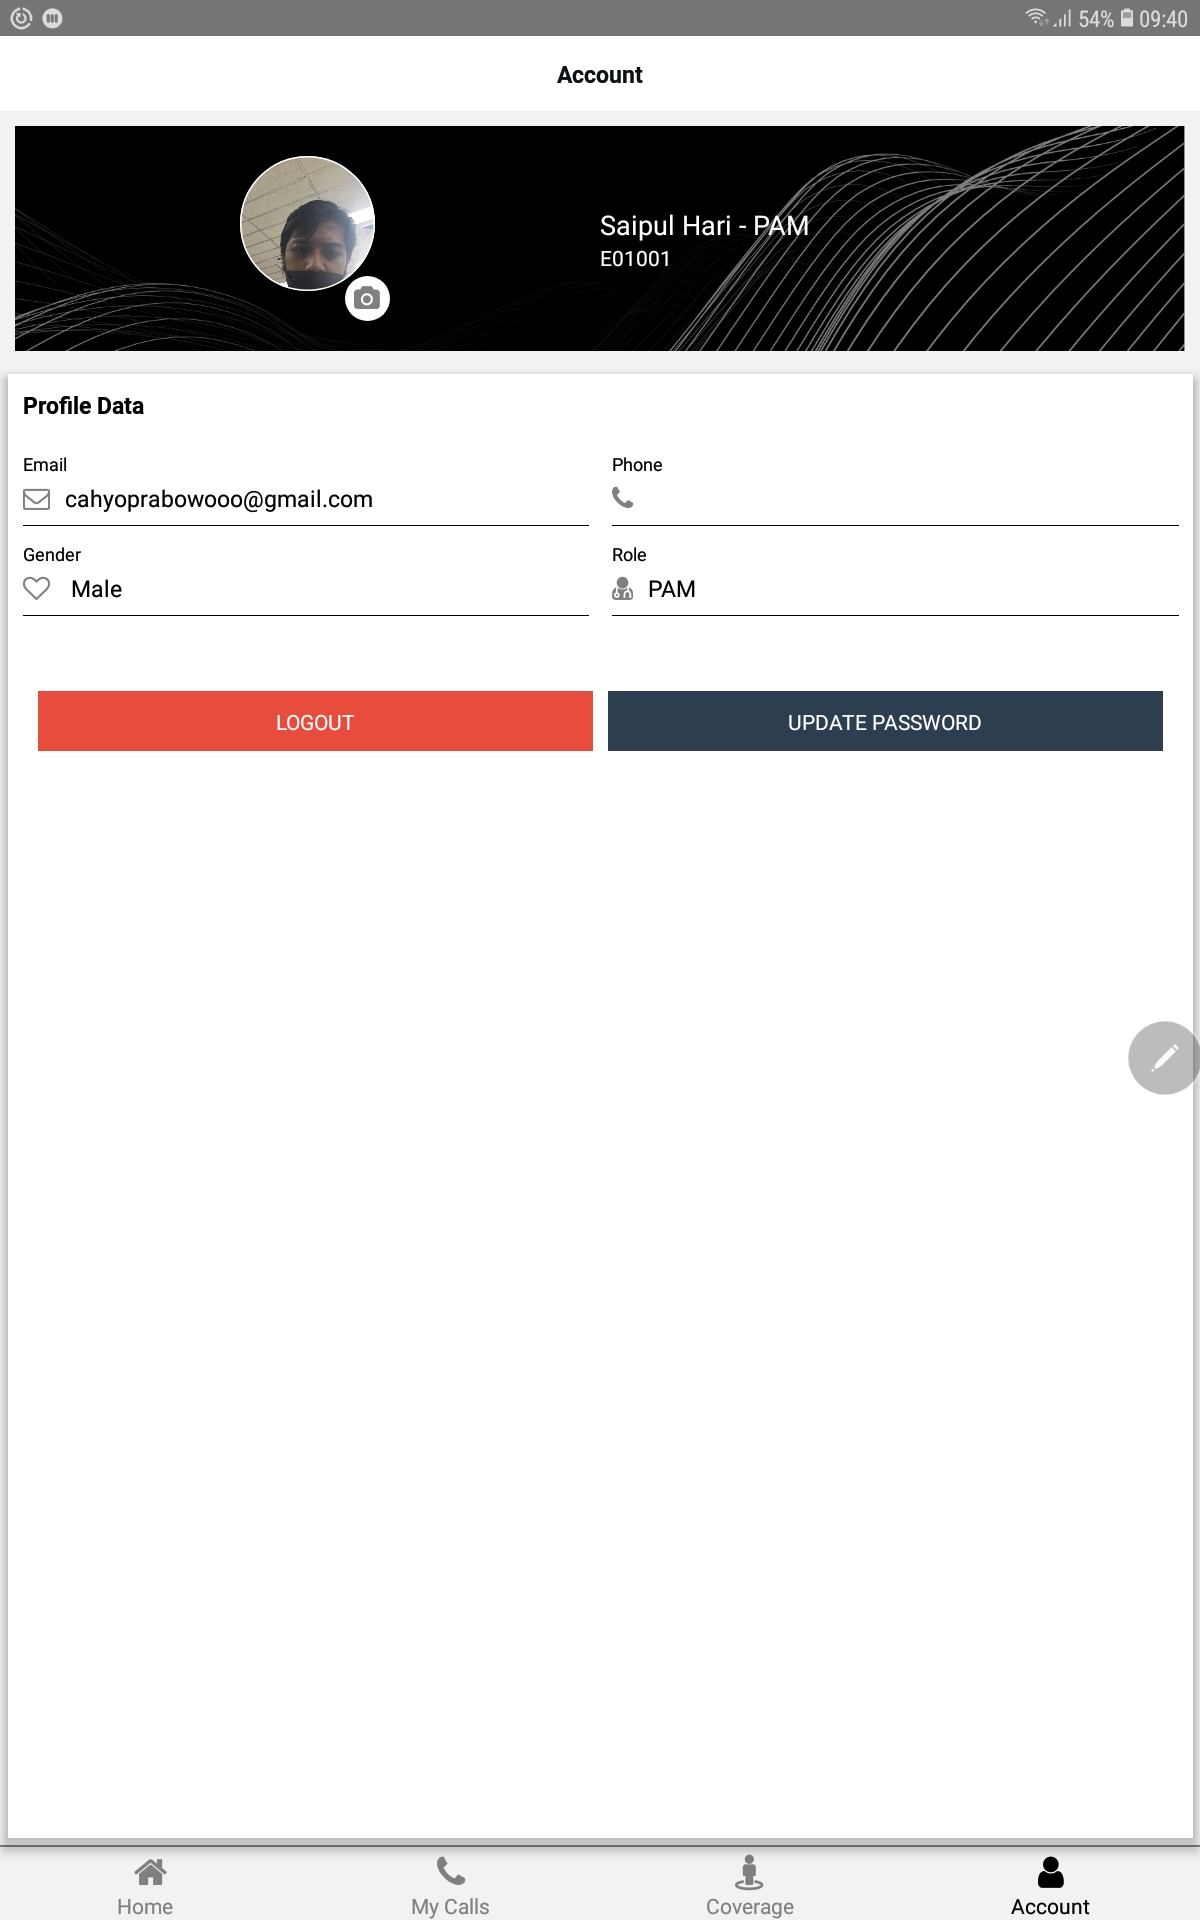 54% 09:40
Account
Saipul Hari - PAM
E01001
Profile Data
Email
cahyoprabowooo@gmail.com
Phone
Gender
Male
Role
PAM
LOGOUT
UPDATE PASSWORD
Home
My Calls
Coverage
Account